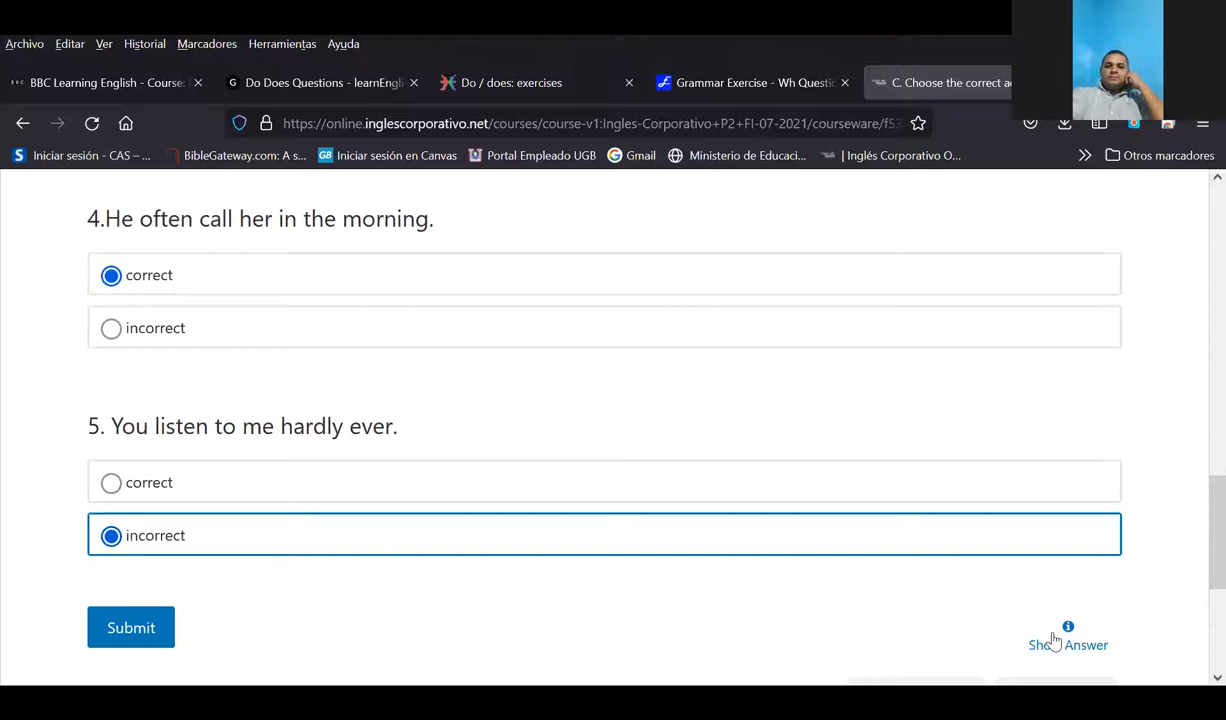 Archivo Editar Ver Historial Marcadores Herramientas Ayuda
BBC BBC Learning English - Course: G Do Does Questions - learnEngli Do / does: exercises Grammar Exercise - Wh Questic C. Choose the correct a
https://online.inglescorporativo.net/courses/course-v1:Ingles-Corporativo+P2+FI-07-2021/courseware/f53
S Iniciar sesión - CAS – ... BibleGateway.com: A s... GB Iniciar sesión en Canvas Portal Empleado UGB Gmail Ministerio de Educaci... | Inglés Corporativo O... Otros marcadores
4.He often call her in the morning.
correct
incorrect
5. You listen to me hardly ever.
correct
incorrect
Submit
Sho Answer